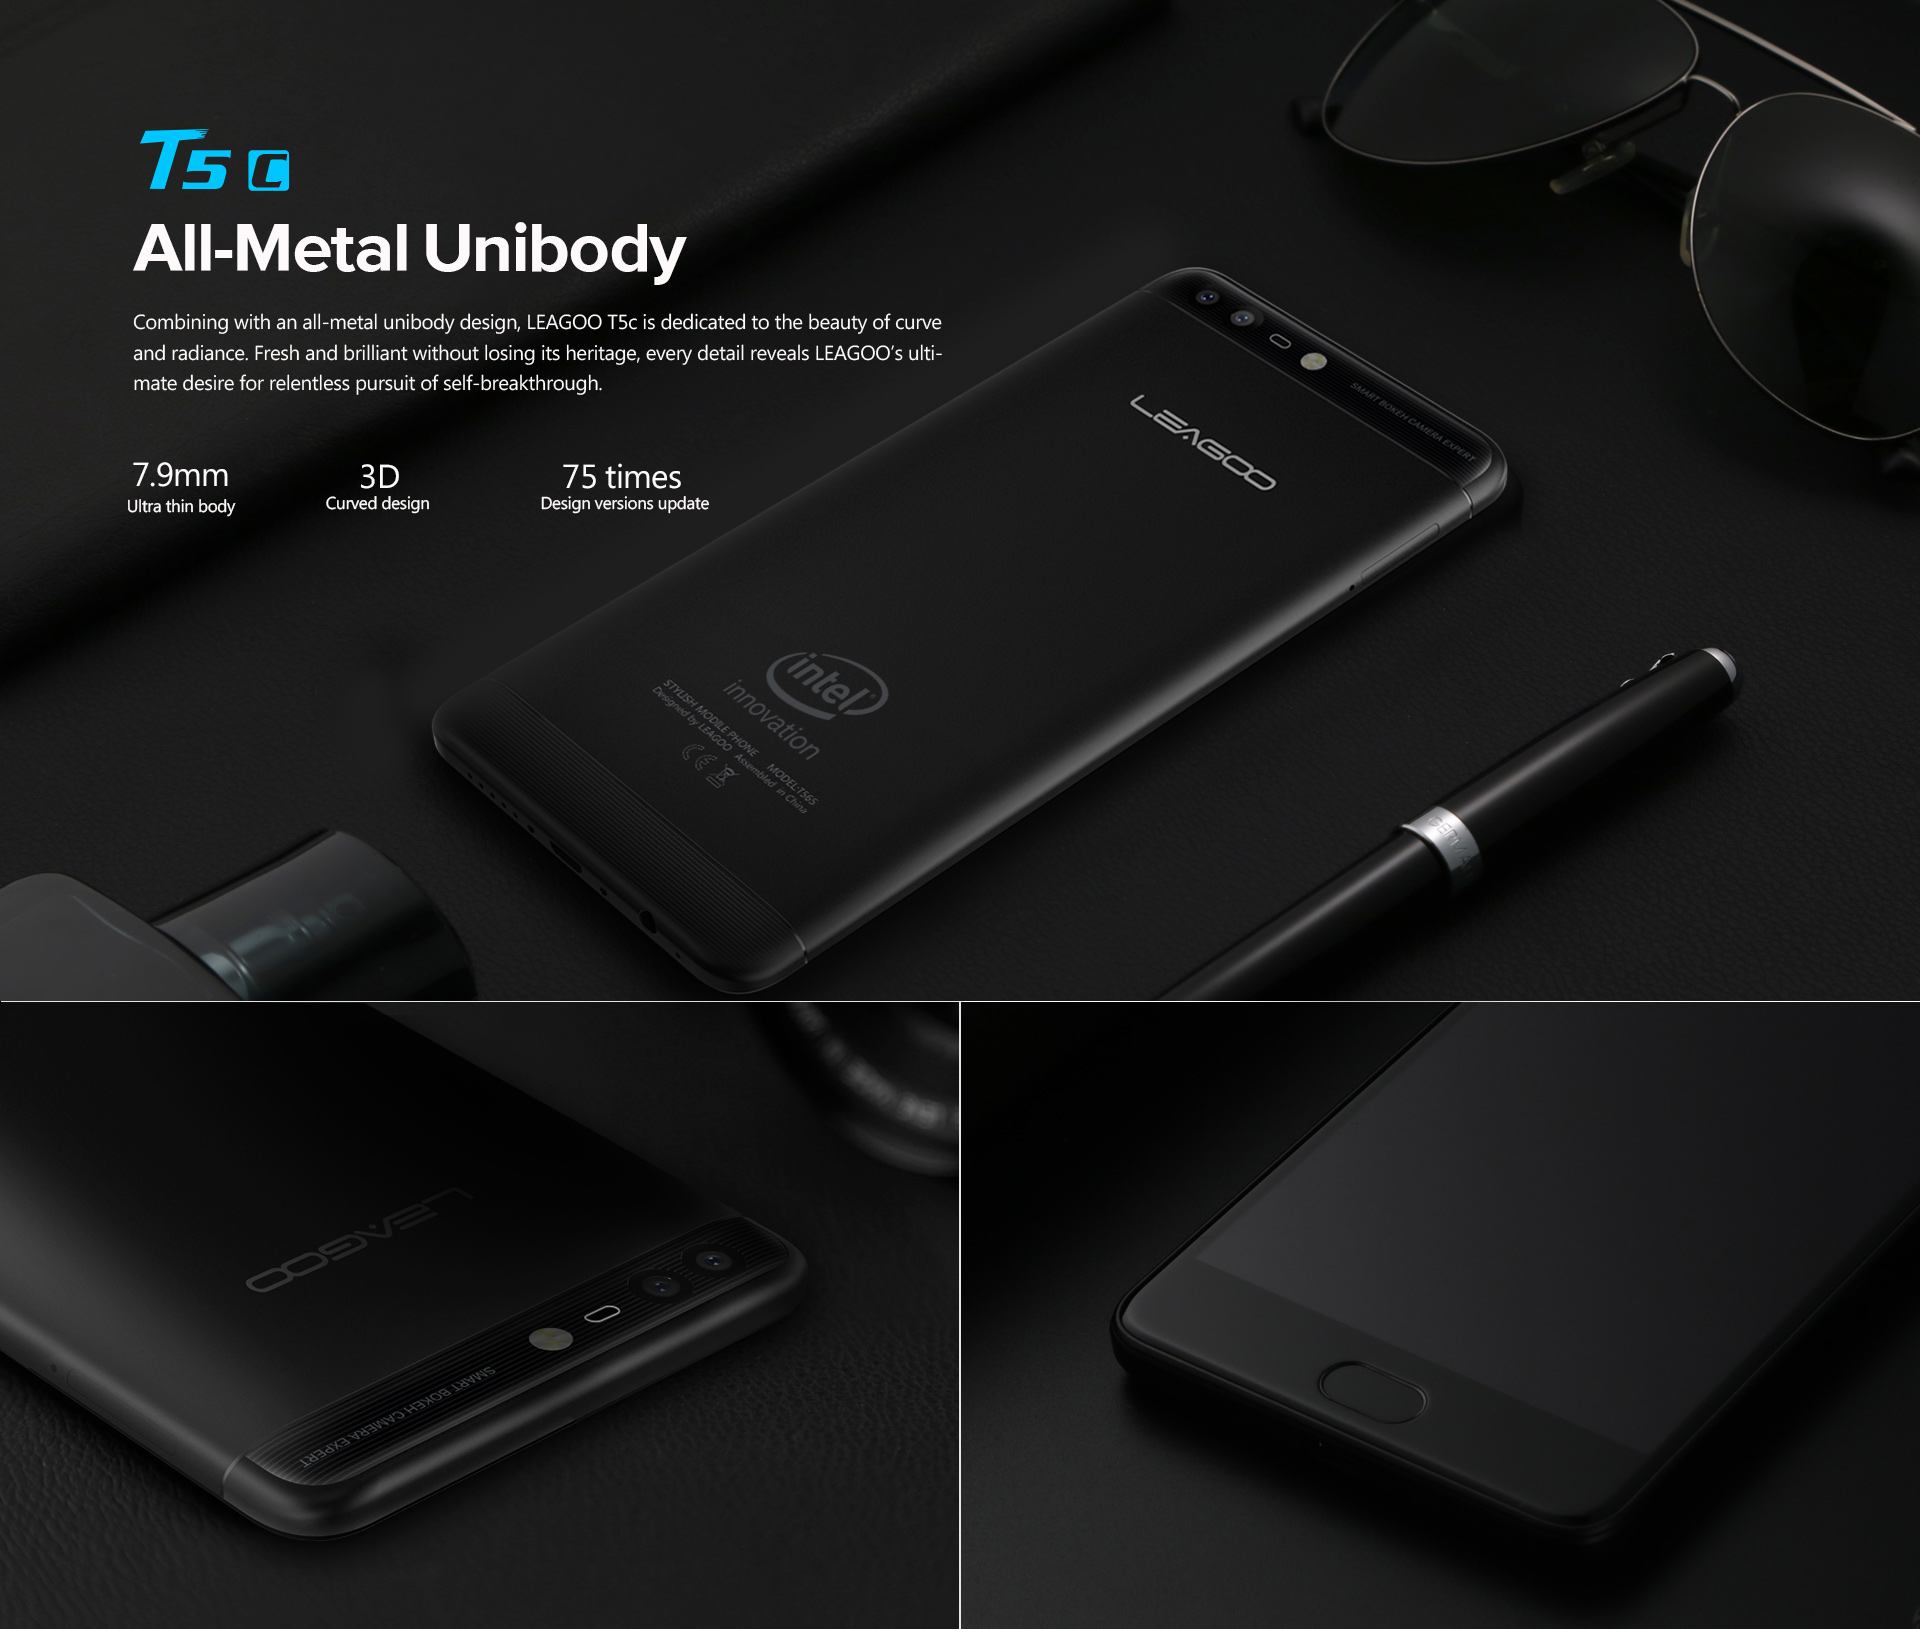 T5 C
All-Metal Unibody
Combining with an all-metal unibody design, LEAGOO T5c is dedicated to the beauty of curve
and radiance. Fresh and brilliant without losing its heritage, every detail reveals LEAGOO's ulti-
mate desire for relentless pursuit of self-breakthrough.
7.9mm 3D 75 times
Ultra thin body Curved design Design versions update
SMART BOKEH CAMERA EXPERT
LEAGOO
intel
innovation
STYLISH MOBILE PHONE MODEL:T565
Designed by LEAGOO Assembled in China
LEAGOO
SMART BOKEH CAMERA EXPERT